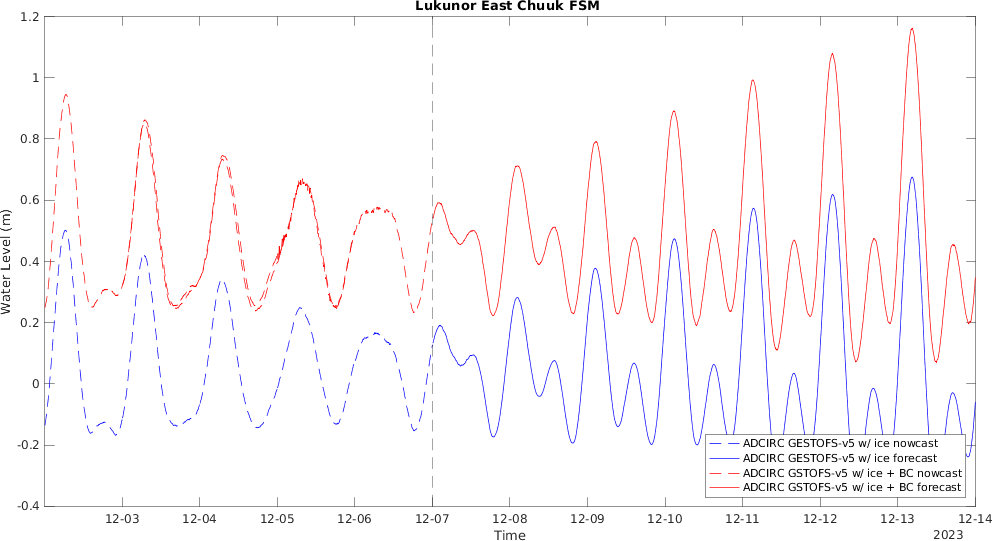 Lukunor East Chuuk FSM
1.2
1
0.8
0.6
0.4
0.2
0
-0.2
-0.4
Water Level (m)
ADCIRC GESTOFS-v5 w/ ice nowcast
ADCIRC GESTOFS-v5 w/ ice forecast
ADCIRC GSTOFS-v5 w/ ice + BC nowcast
ADCIRC GSTOFS-v5 w/ ice + BC forecast
12-03 12-04 12-05 12-06 12-07 12-08 12-09 12-10 12-11 12-12 12-13 12-14
Time
2023